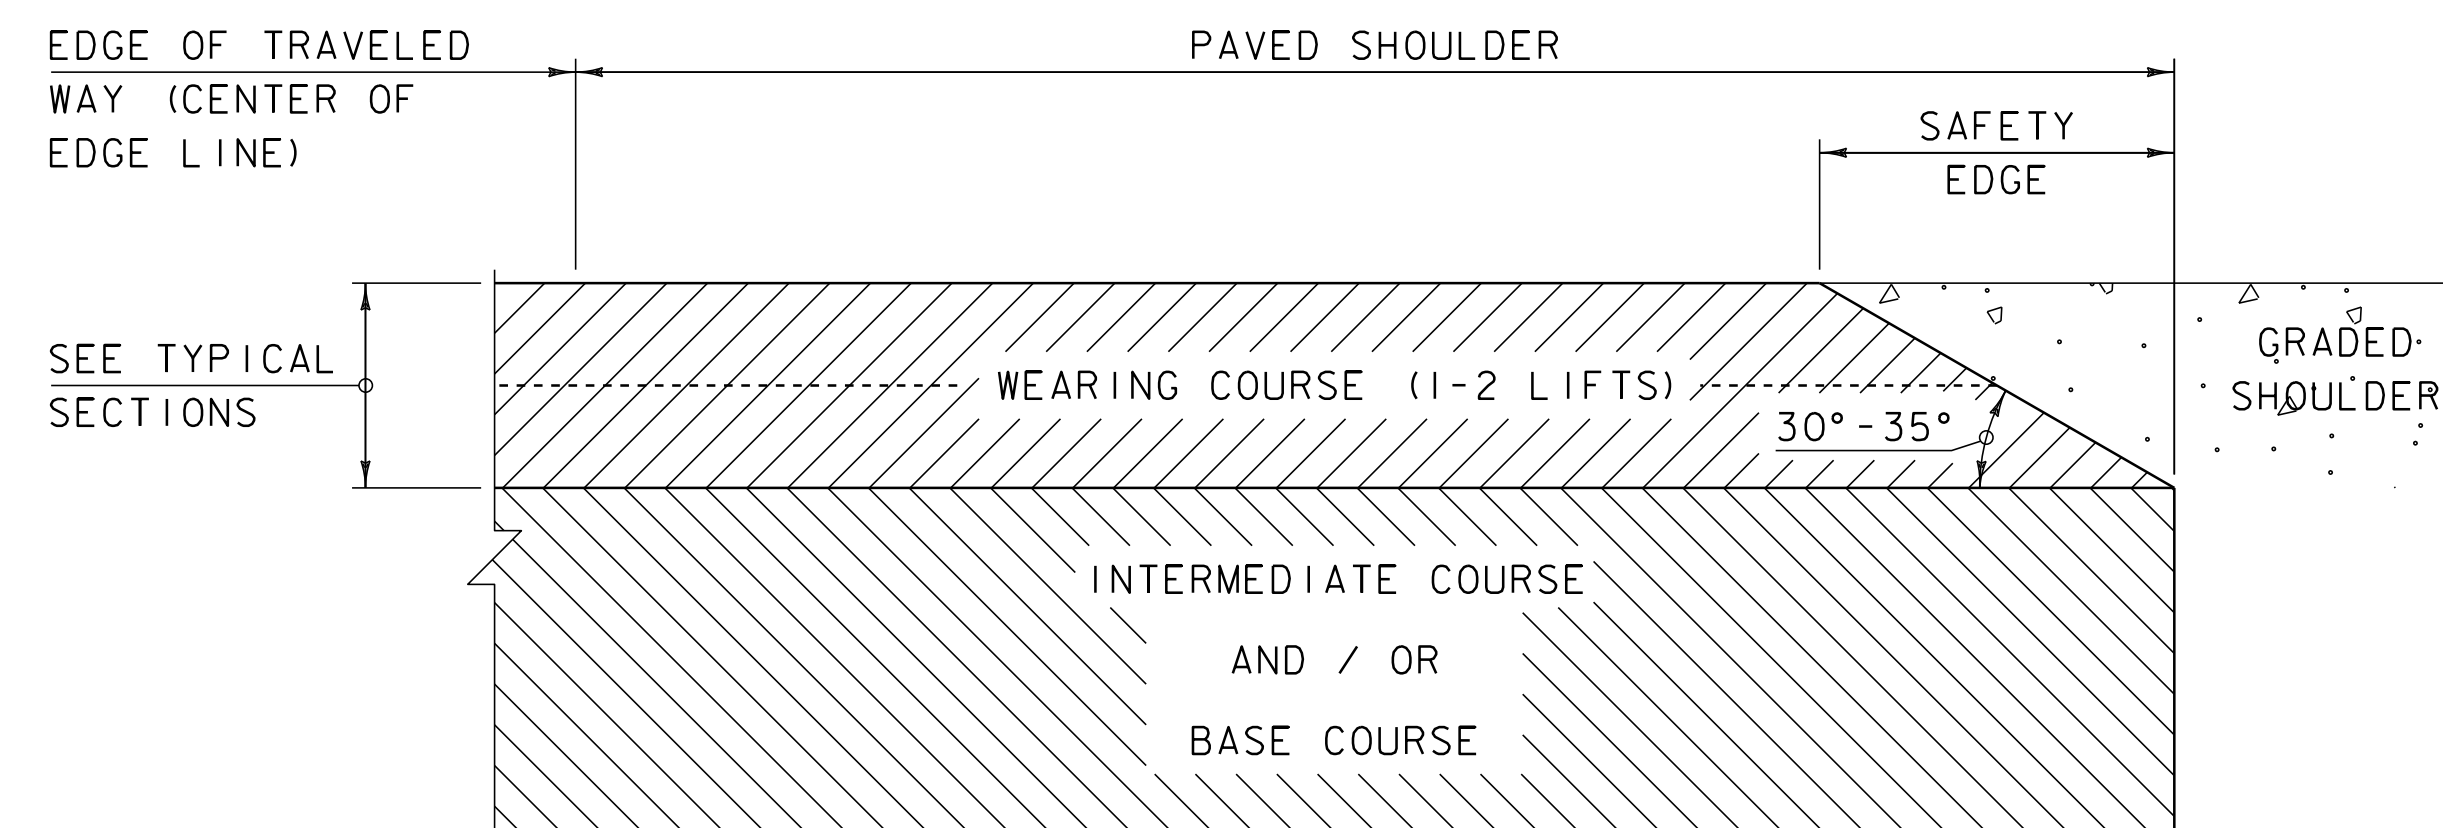 EDGE OF TRAVELED
WAY (CENTER OF
EDGE LINE)
PAVED SHOULDER
SAFETY
EDGE
SEE TYPICAL
SECTIONS
WEARING COURSE (1-2 LIFTS)
30°-35°
GRADED
SHOULDER
INTERMEDIATE COURSE
AND / OR
BASE COURSE